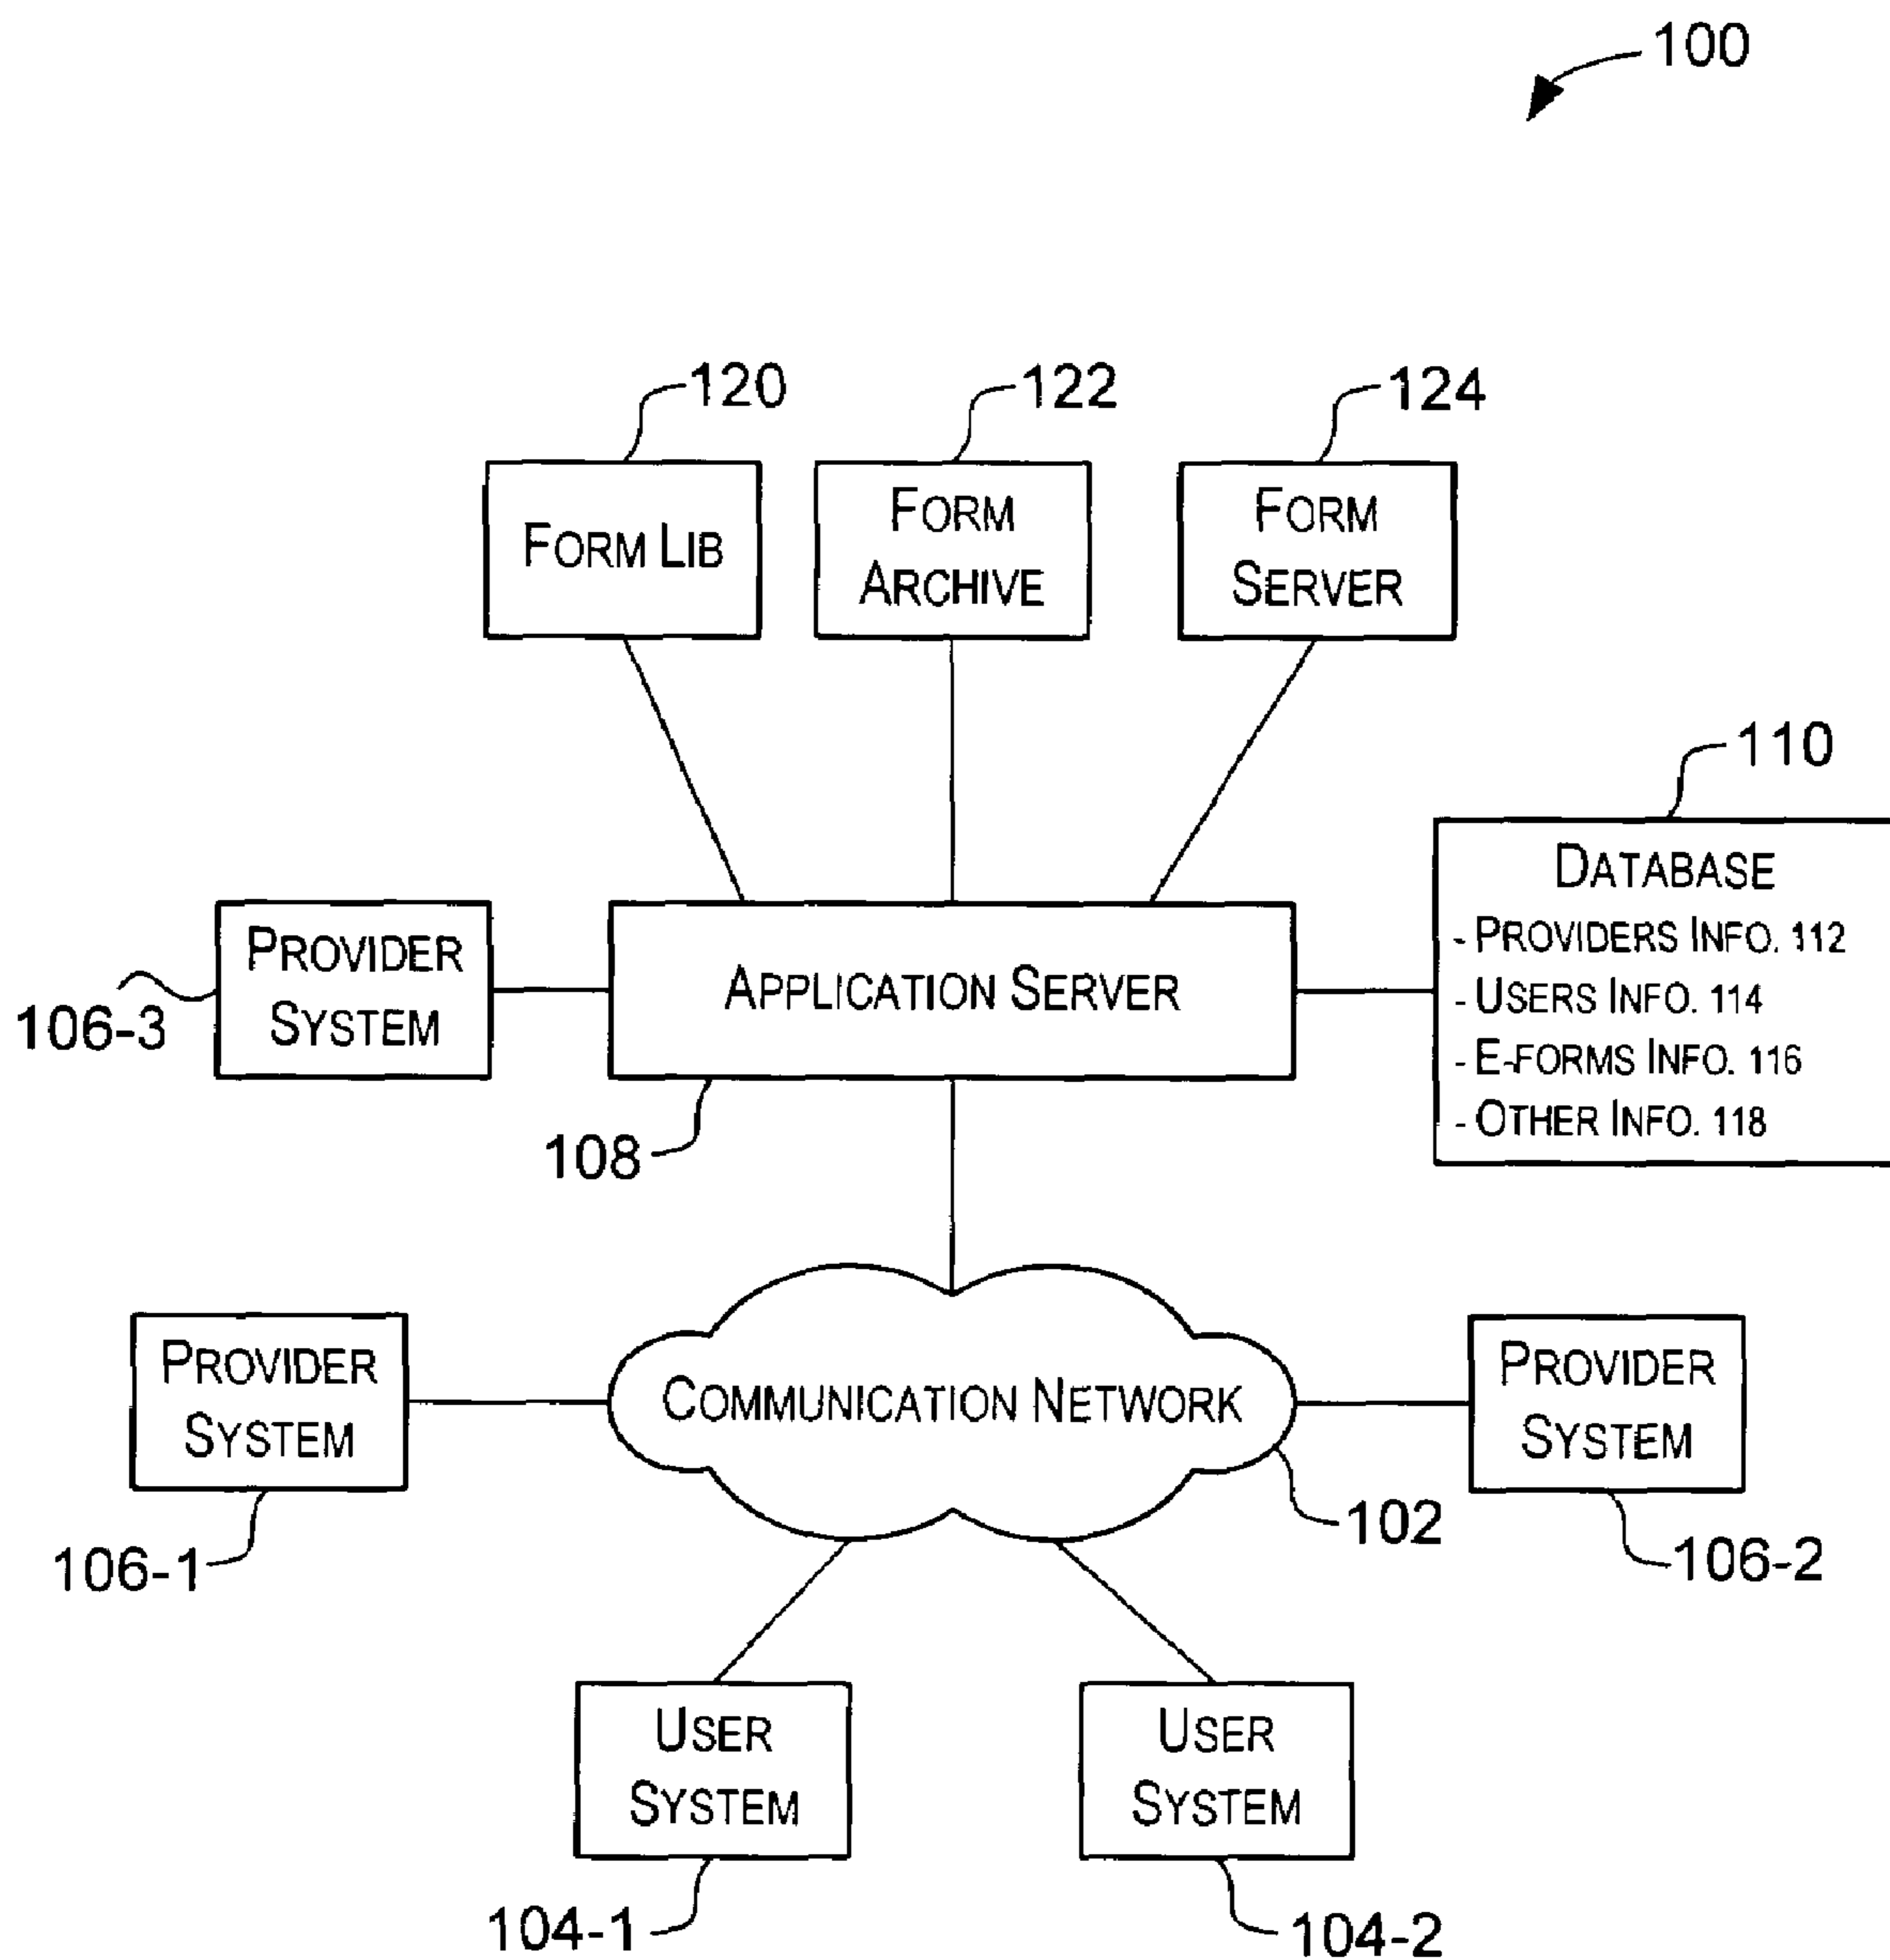 100
120
122
124
FORM LIB
FORM
ARCHIVE
FORM
SERVER
110
DATABASE
- PROVIDERS INFO. 112
- USERS INFO. 114
- E-FORMS INFO. 116
- OTHER INFO. 118
PROVIDER
SYSTEM
106-3
APPLICATION SERVER
108
PROVIDER
SYSTEM
106-1
COMMUNICATION NETWORK
102
PROVIDER
SYSTEM
106-2
USER
SYSTEM
104-1
USER
SYSTEM
104-2